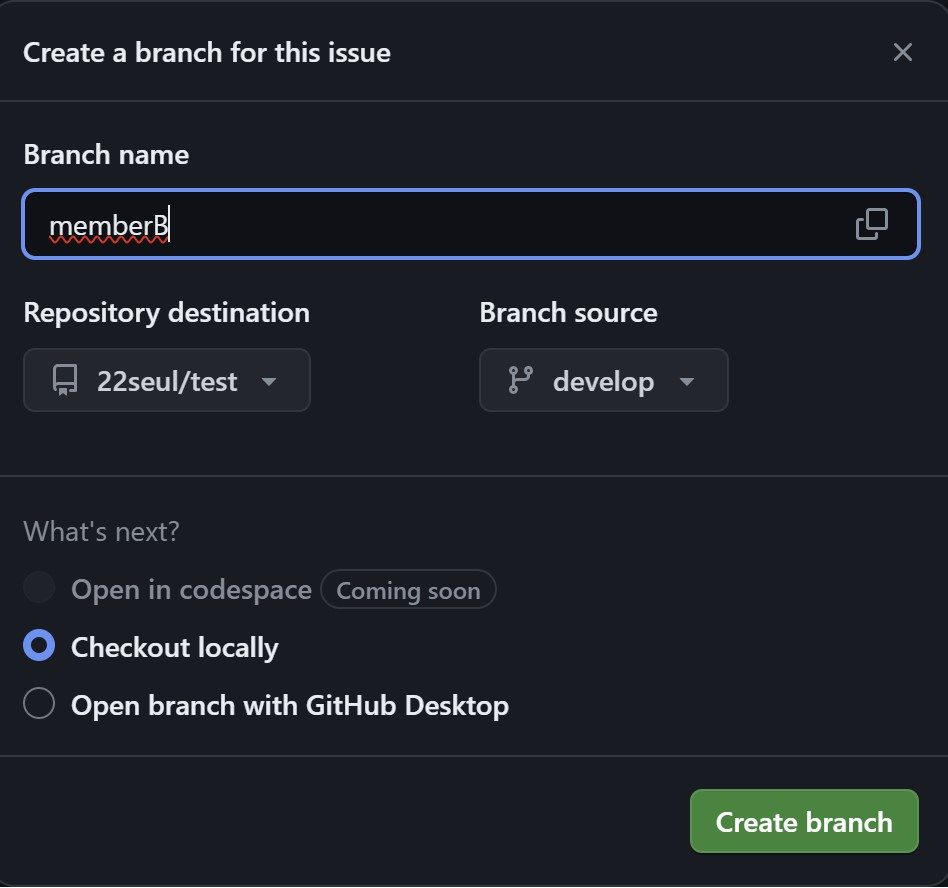 Create a branch for this issue
Branch name
memberB
Repository destination
Branch source
22seul/test
develop
What's next?
Open in codespace Coming soon
Checkout locally
Open branch with GitHub Desktop
Create branch